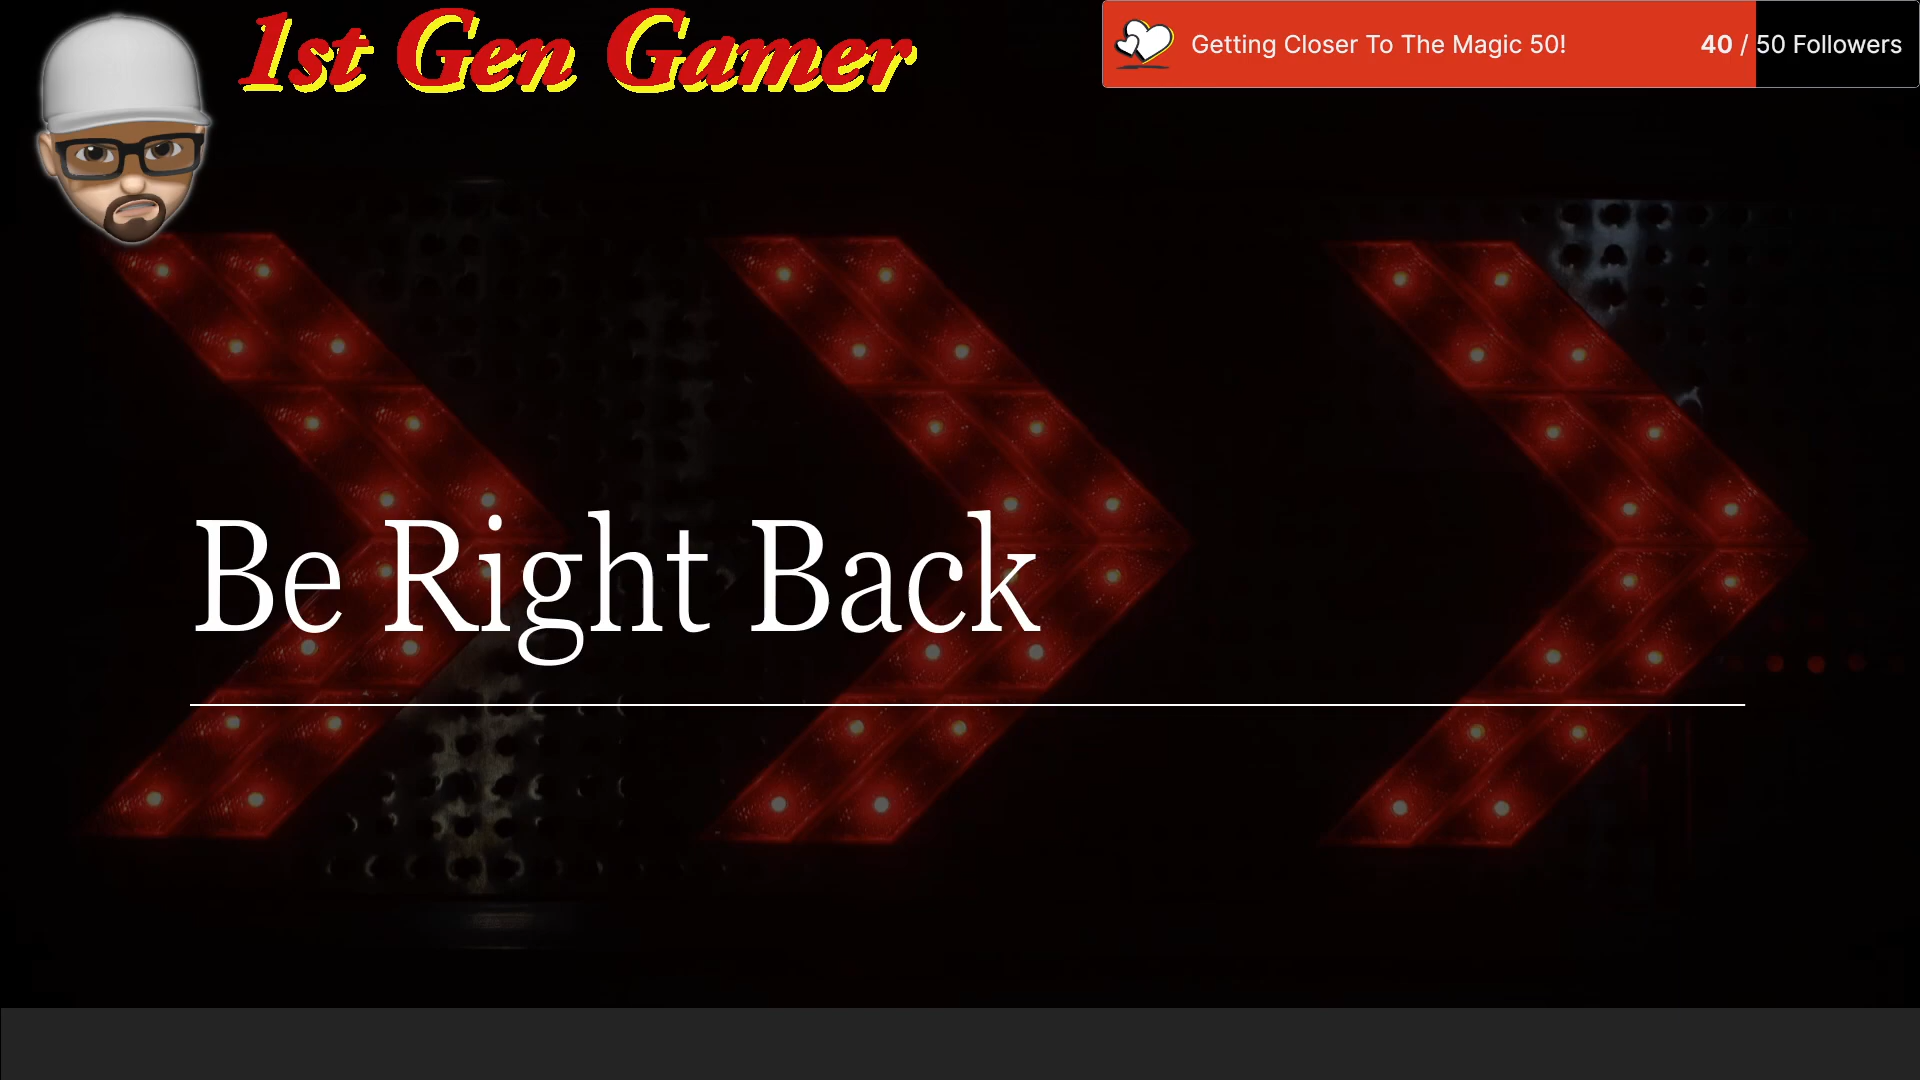 1st Gen Gamer
Getting Closer To The Magic 50! 40 / 50 Followers
Be Right Back